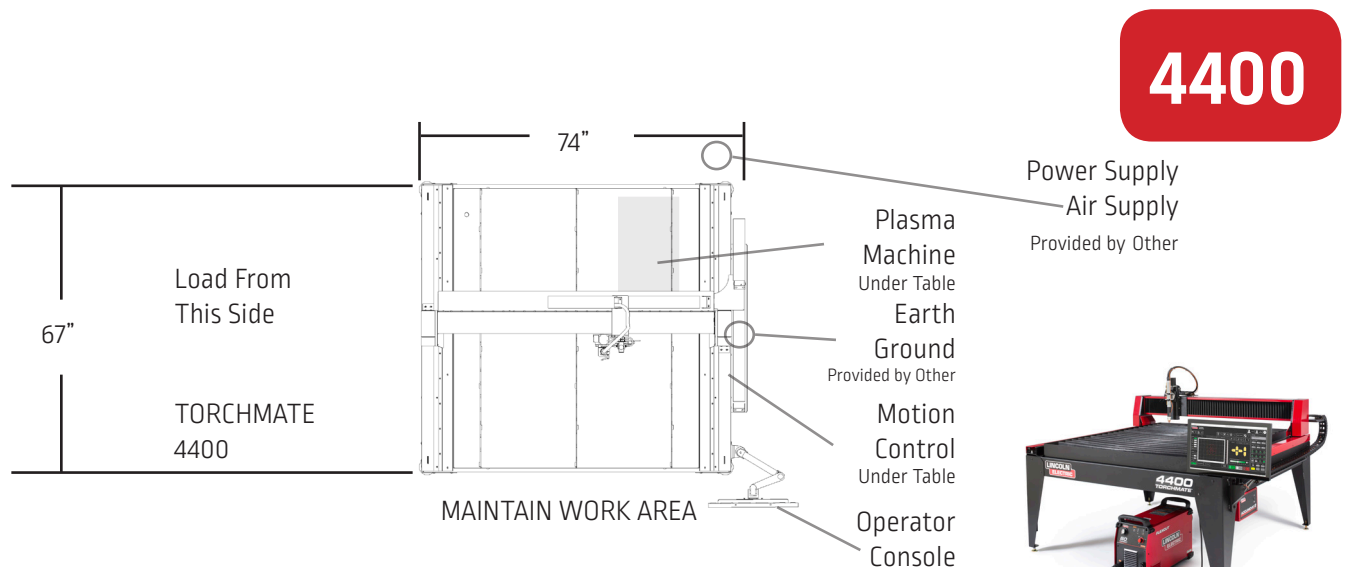 4400
74”
Power Supply
Air Supply
Provided by Other
Plasma
Machine
Under Table
Load From
This Side
67”
Earth
Ground
Provided by Other
TORCHMATE
4400
Motion
Control
Under Table
MAINTAIN WORK AREA
Operator
Console
LINCOLN
ELECTRIC
4400
TORCHMATE
LINCOLN
ELECTRIC